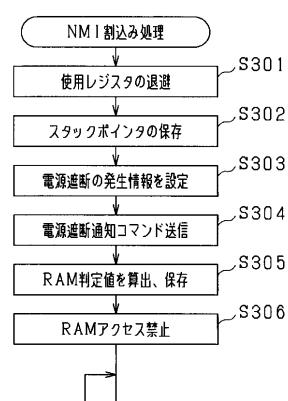 NMI割込み処理
S301
使用レジスタの退避
S302
スタックポインタの保存
S303
電源遮断の発生情報を設定
S304
電源遮断通知コマンド送信
S305
RAM判定値を算出、保存
S306
RAMアクセス禁止